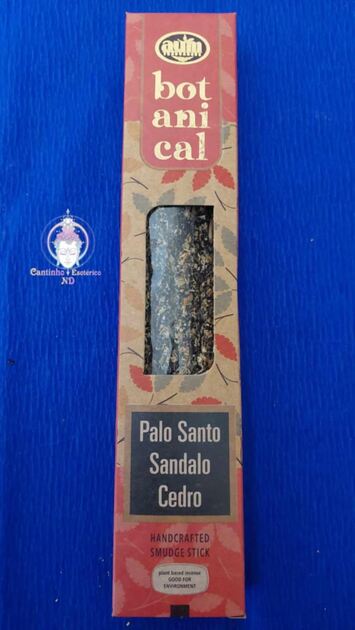 aum
bot
ani
cal
Cantinho Esotérico
ND
Palo Santo
Sandalo
Cedro
HANDCRAFTED
SMUDGE STICK
plant based incense
GOOD FOR
ENVIRONMENT